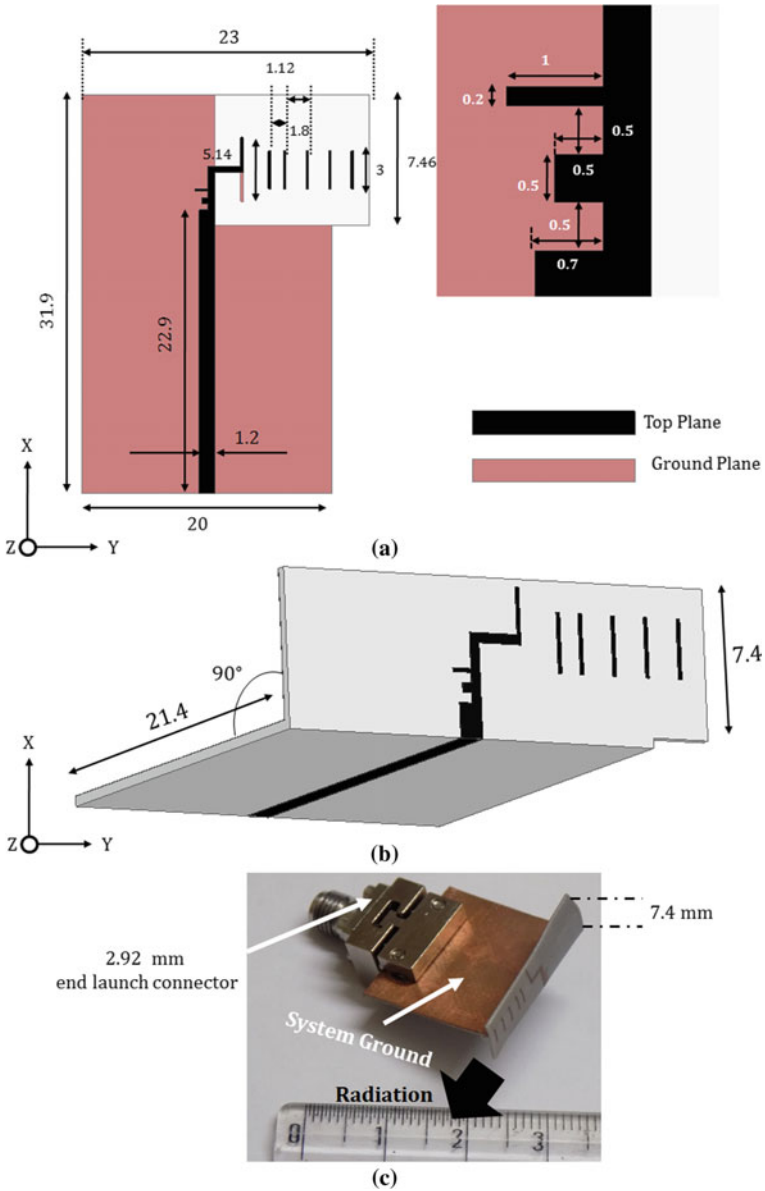 23
1.12
1.8
5.14
3
7.46
31.9
22.9
1.2
20
X
Z
Y
(a)
1
0.2
0.5
0.5
0.5
0.5
0.7
Top Plane
Ground Plane
90°
21.4
7.4
X
Z
Y
(b)
2.92 mm
end launch connector
System Ground
Radiation
7.4 mm
0 1 2 3
(c)